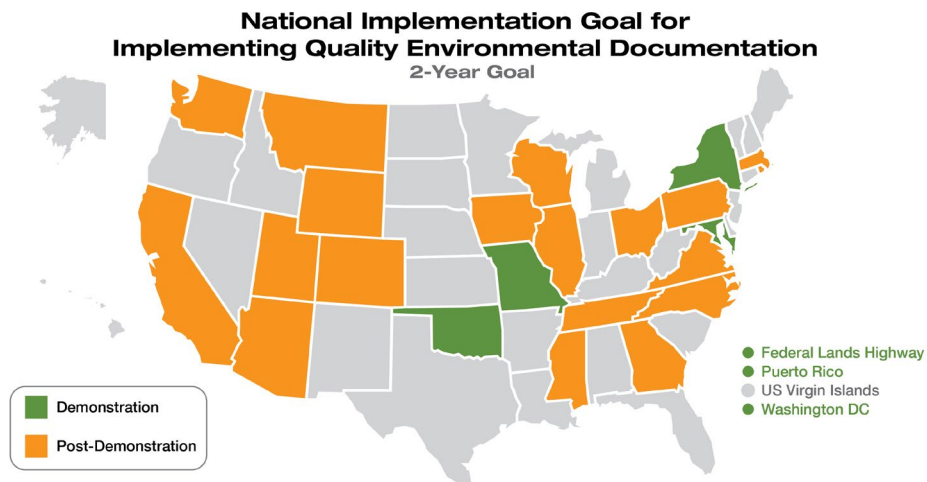 National Implementation Goal for
Implementing Quality Environmental Documentation
2-Year Goal
Federal Lands Highway
Puerto Rico
US Virgin Islands
Washington DC
Demonstration
Post-Demonstration